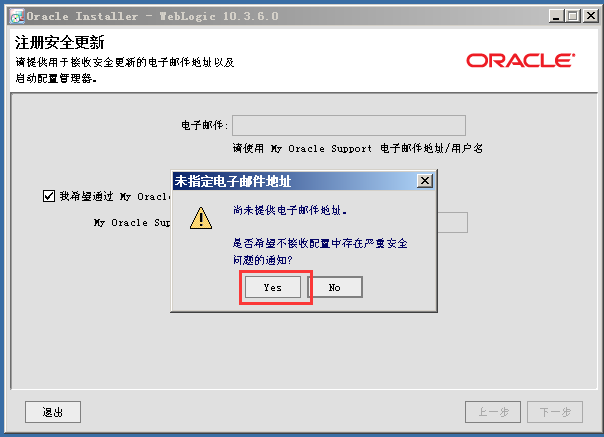 Oracle Installer - WebLogic 10.3.6.0
注册安全更新
请提供用于接收安全更新的电子邮件地址以及
启动配置管理器。
ORACLE
电子邮件:
请使用 My Oracle Support 电子邮件地址/用户名
我希望通过 My Oracle
My Oracle Sup
未指定电子邮件地址
尚未提供电子邮件地址。
是否希望不接收配置中存在严重安全
问题的通知?
Yes
No
退出
上一步
下一步